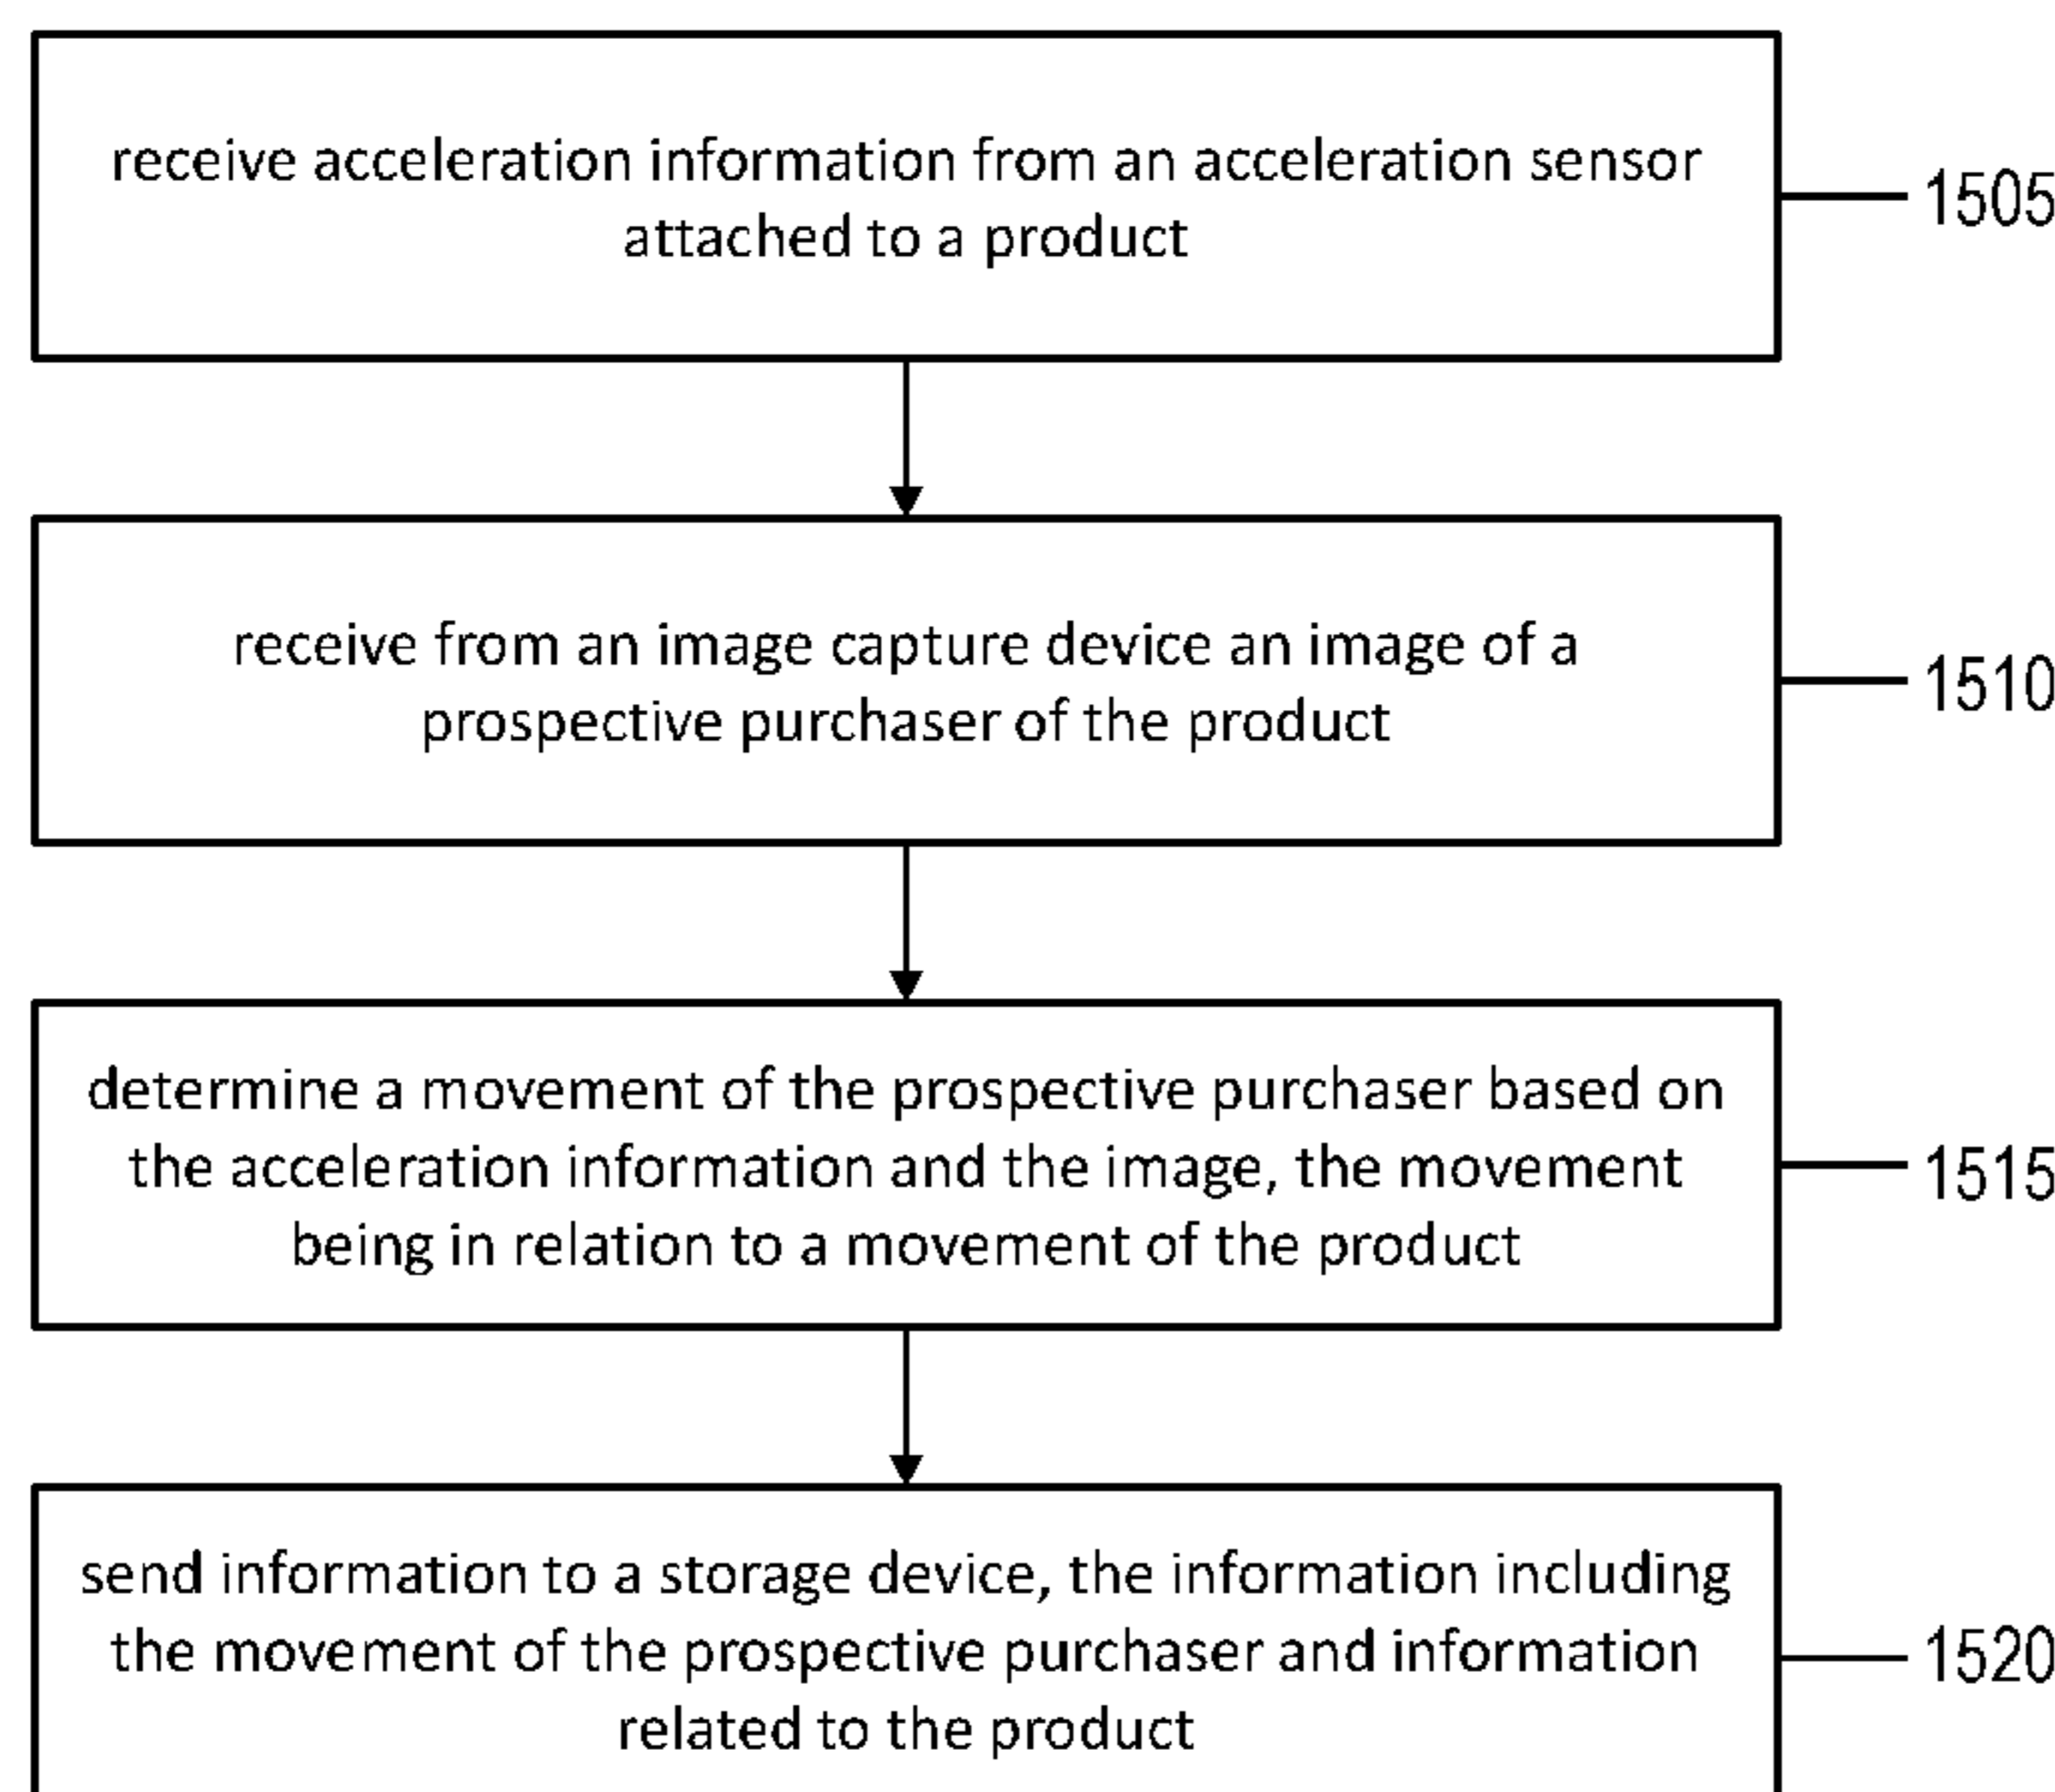 receive acceleration information from an acceleration sensor
attached to a product
1505
receive from an image capture device an image of a
prospective purchaser of the product
1510
determine a movement of the prospective purchaser based on
the acceleration information and the image, the movement
being in relation to a movement of the product
1515
send information to a storage device, the information including
the movement of the prospective purchaser and information
related to the product
1520